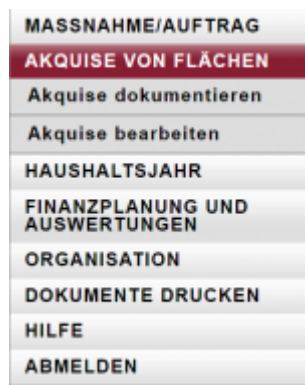 MASSNAHME/AUFTRAG
AKQUISE VON FLÄCHEN
Akquise dokumentieren
Akquise bearbeiten
HAUSHALTSJAHR
FINANZPLANUNG UND
AUSWERTUNGEN
ORGANISATION
DOKUMENTE DRUCKEN
HILFE
ABMELDEN